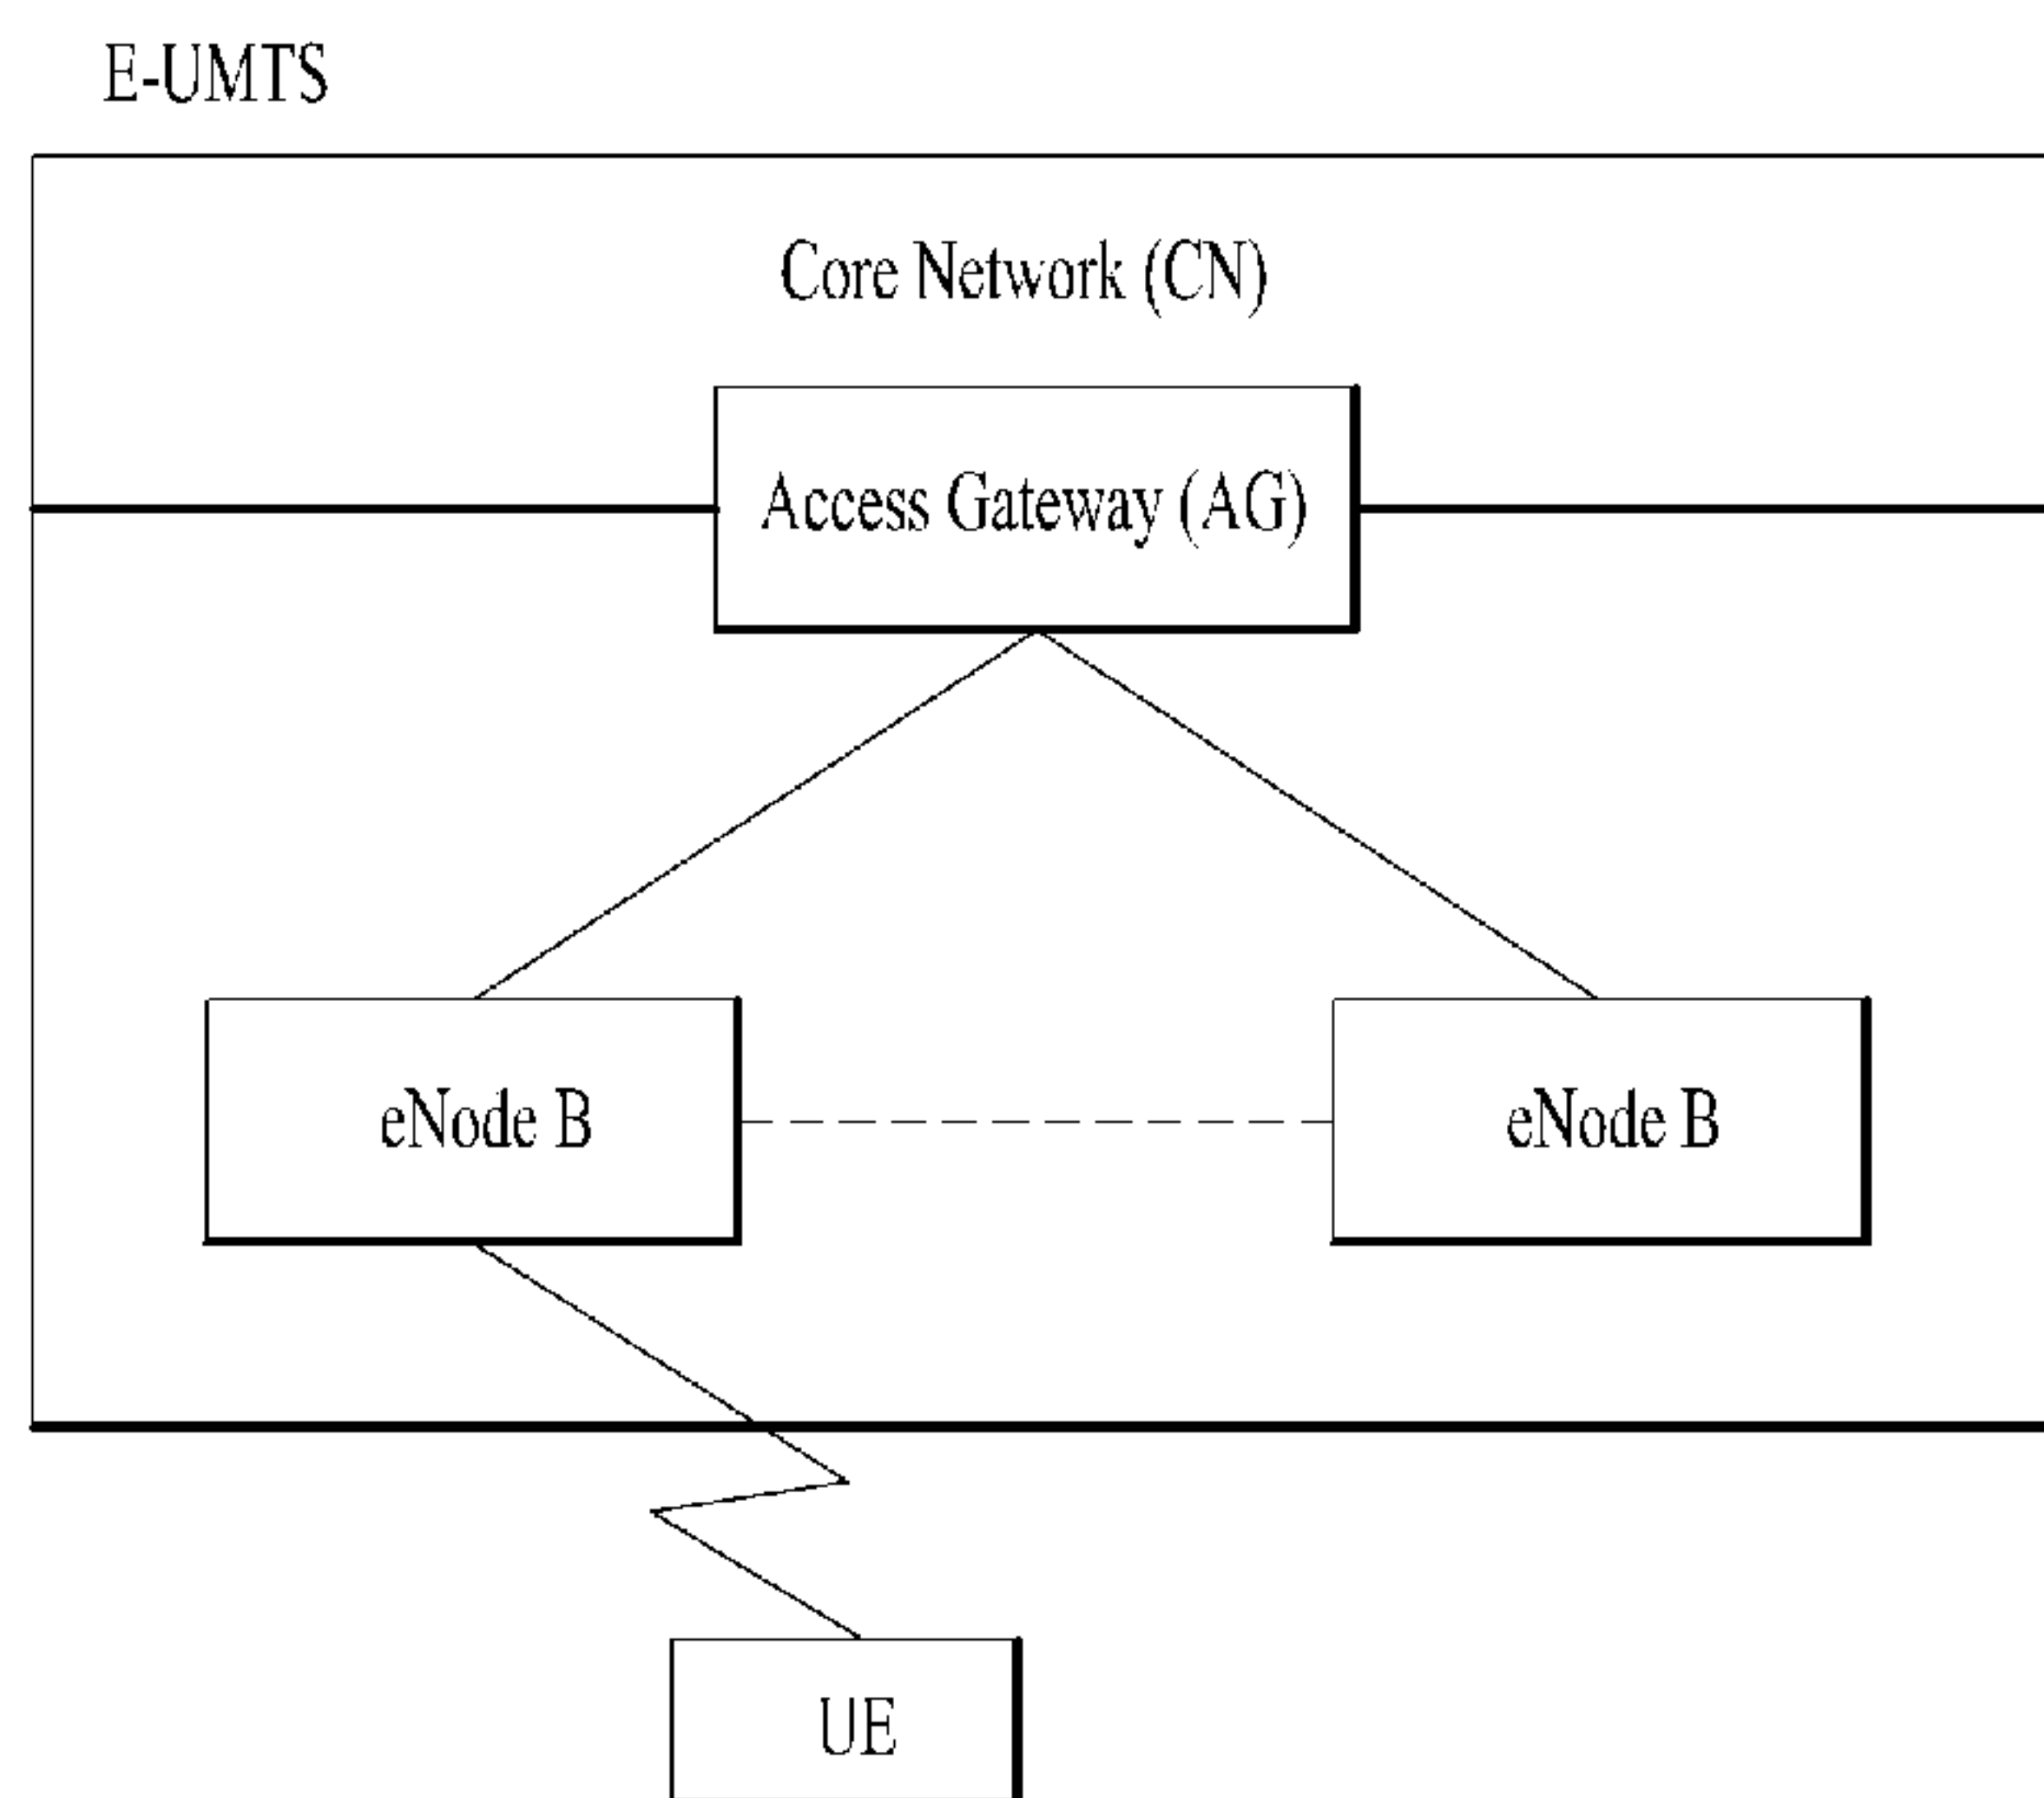 E-UMTS
Core Network (CN)
Access Gateway (AG)
eNode B
eNode B
UE